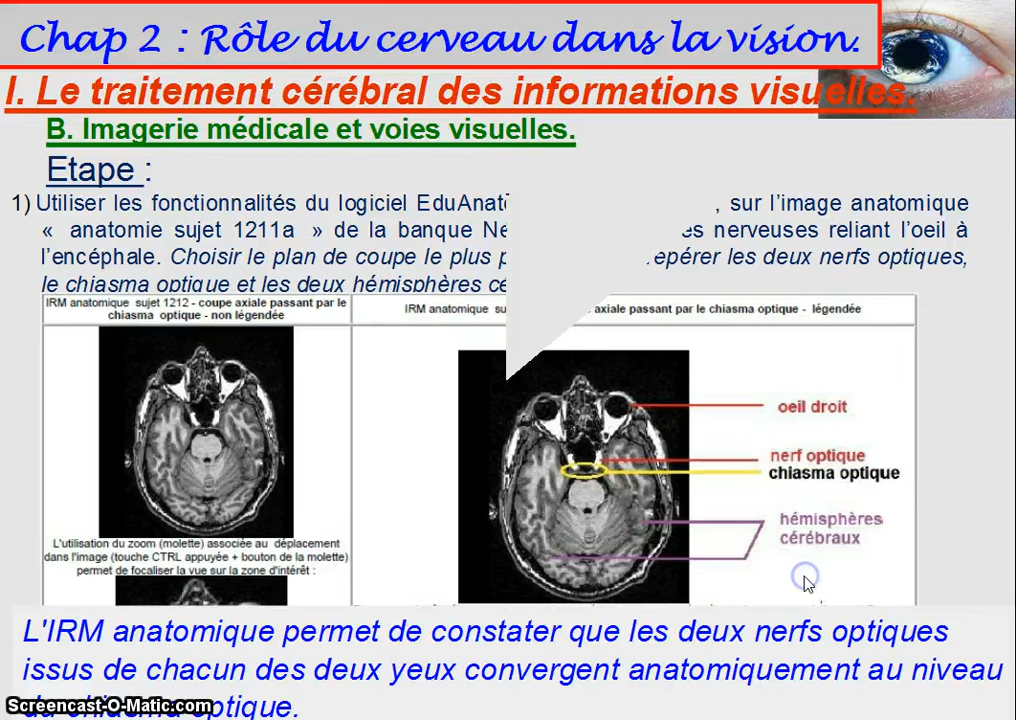 Chap 2 : Rôle du cerveau dans la vision.
I. Le traitement cérébral des informations visuelles.
B. Imagerie médicale et voies visuelles.
Etape :
1) Utiliser les fonctionnalités du logiciel , sur l'image anatomique
« anatomie sujet 1211a » de la banque nerveuses reliant l'oeil à
l'encéphale. Choisir le plan de coupe le plus les deux nerfs optiques,
le chiasma optique et les deux hémisphères
IRM anatomique sujet 1212 - coupe axiale passant par le
chiasma optique - non légendée
IRM anatomique axiale passant par le chiasma optique - légendée
oeil droit
nerf optique
chiasma optique
hémisphères
cérébraux
L'utilisation du zoom (molette) associée au déplacement
dans l'image (touche CTRL appuyée + bouton de la molette)
permet de focaliser la vue sur la zone d'intérêt :
L'IRM anatomique permet de constater que les deux nerfs optiques
issus de chacun des deux yeux convergent anatomiquement au niveau
du chiasma optique.
Screencast-O-Matic.com